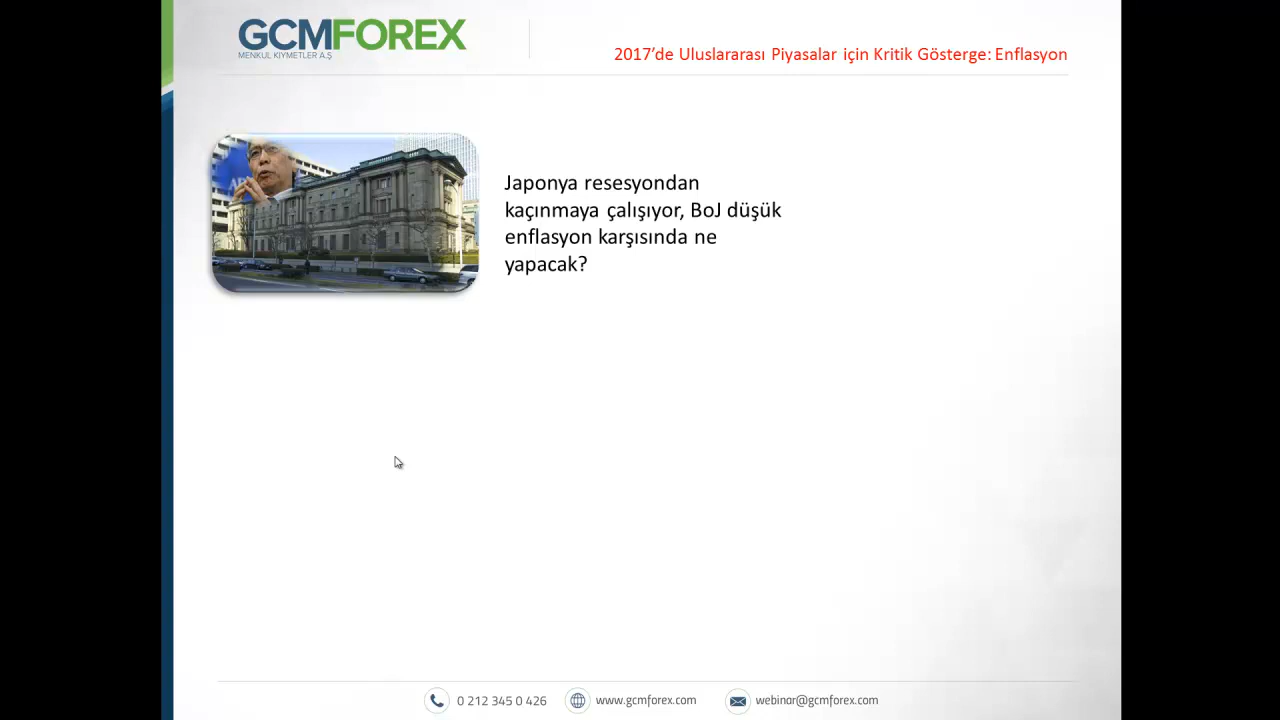 GCMFOREX
MENKUL KIYMETLER A.Ş
2017’de Uluslararası Piyasalar için Kritik Gösterge: Enflasyon
Japonya resesyondan
kaçınmaya çalışıyor, BoJ düşük
enflasyon karşısında ne
yapacak?
0 212 345 0 426
www.gcmforex.com
webinar@gcmforex.com